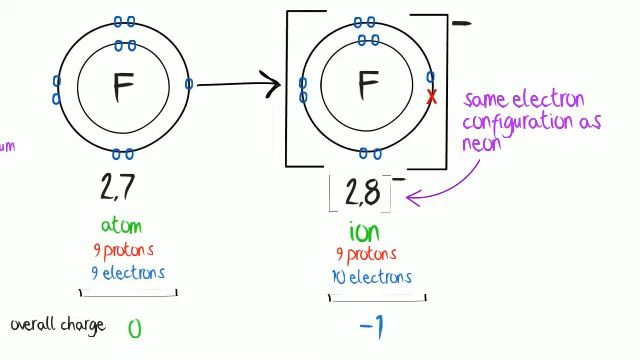 F
F
–
same electron
configuration as
neon
um
2,7
[2,8]–
atom
ion
9 protons
9 protons
9 electrons
10 electrons
overall charge 0
-1